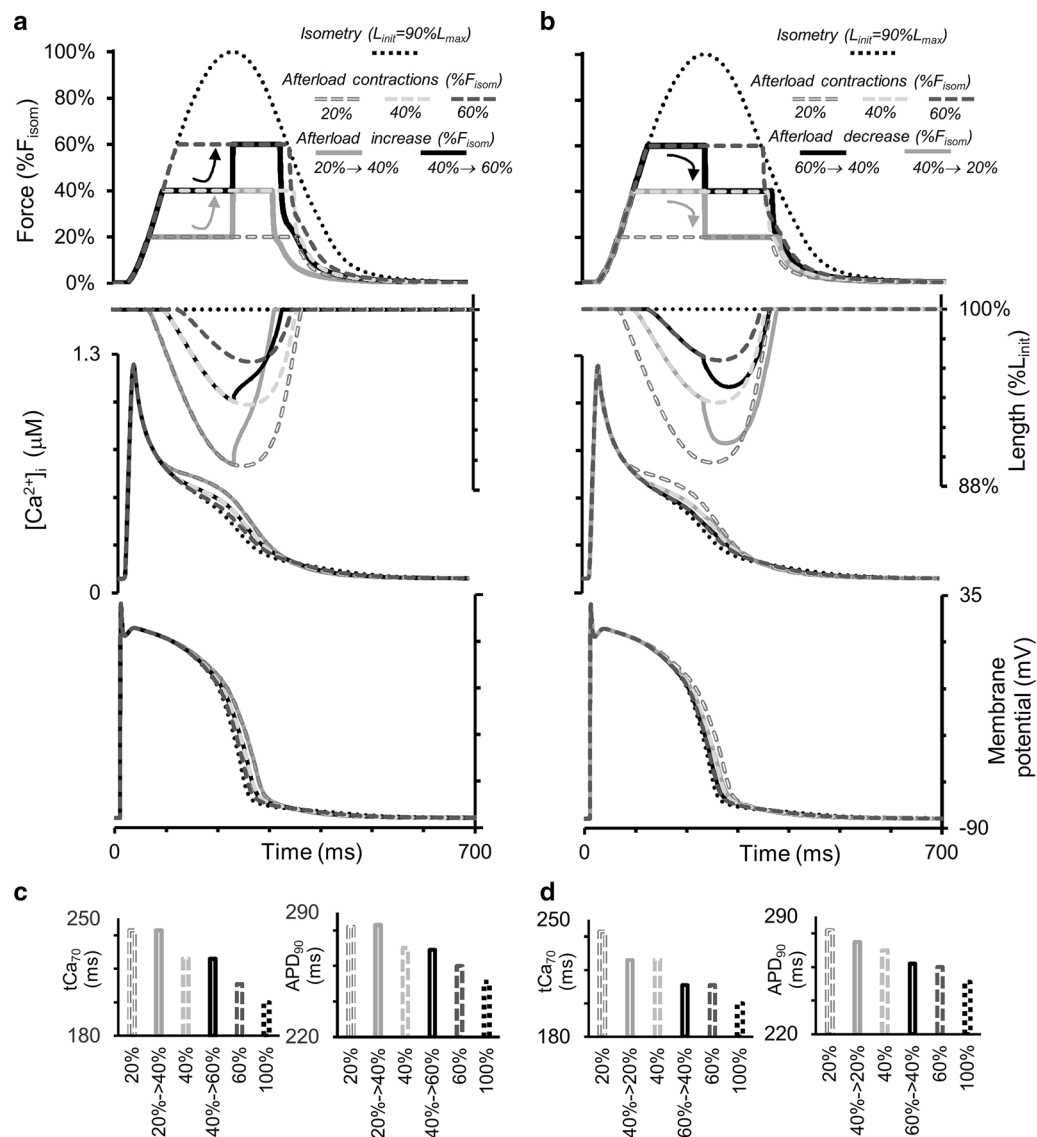 a
Isometry (Linit=90%Lmax)
Afterload contractions (%Fisom)
20% 40% 60%
Afterload increase (%Fisom)
20%→ 40% 40%→ 60%
Force (%Fisom)
100%
80%
60%
40%
20%
0%
b
Isometry (Linit=90%Lmax)
Afterload contractions (%Fisom)
20% 40% 60%
Afterload decrease (%Fisom)
60%→ 40% 40%→ 20%
1.3
[Ca2+]i (μM)
0
100%
Length (%Linit)
88%
35
Membrane
potential (mV)
-90
0 Time (ms) 700
0 Time (ms) 700
c
tCa70
(ms)
250
180
20%
20%->40%
40%
40%->60%
60%
100%
APD90
(ms)
290
220
20%
20%->40%
40%
40%->60%
60%
100%
d
tCa70
(ms)
250
180
20%
40%->20%
40%
60%->40%
60%
100%
APD90
(ms)
290
220
20%
40%->20%
40%
60%->40%
60%
100%